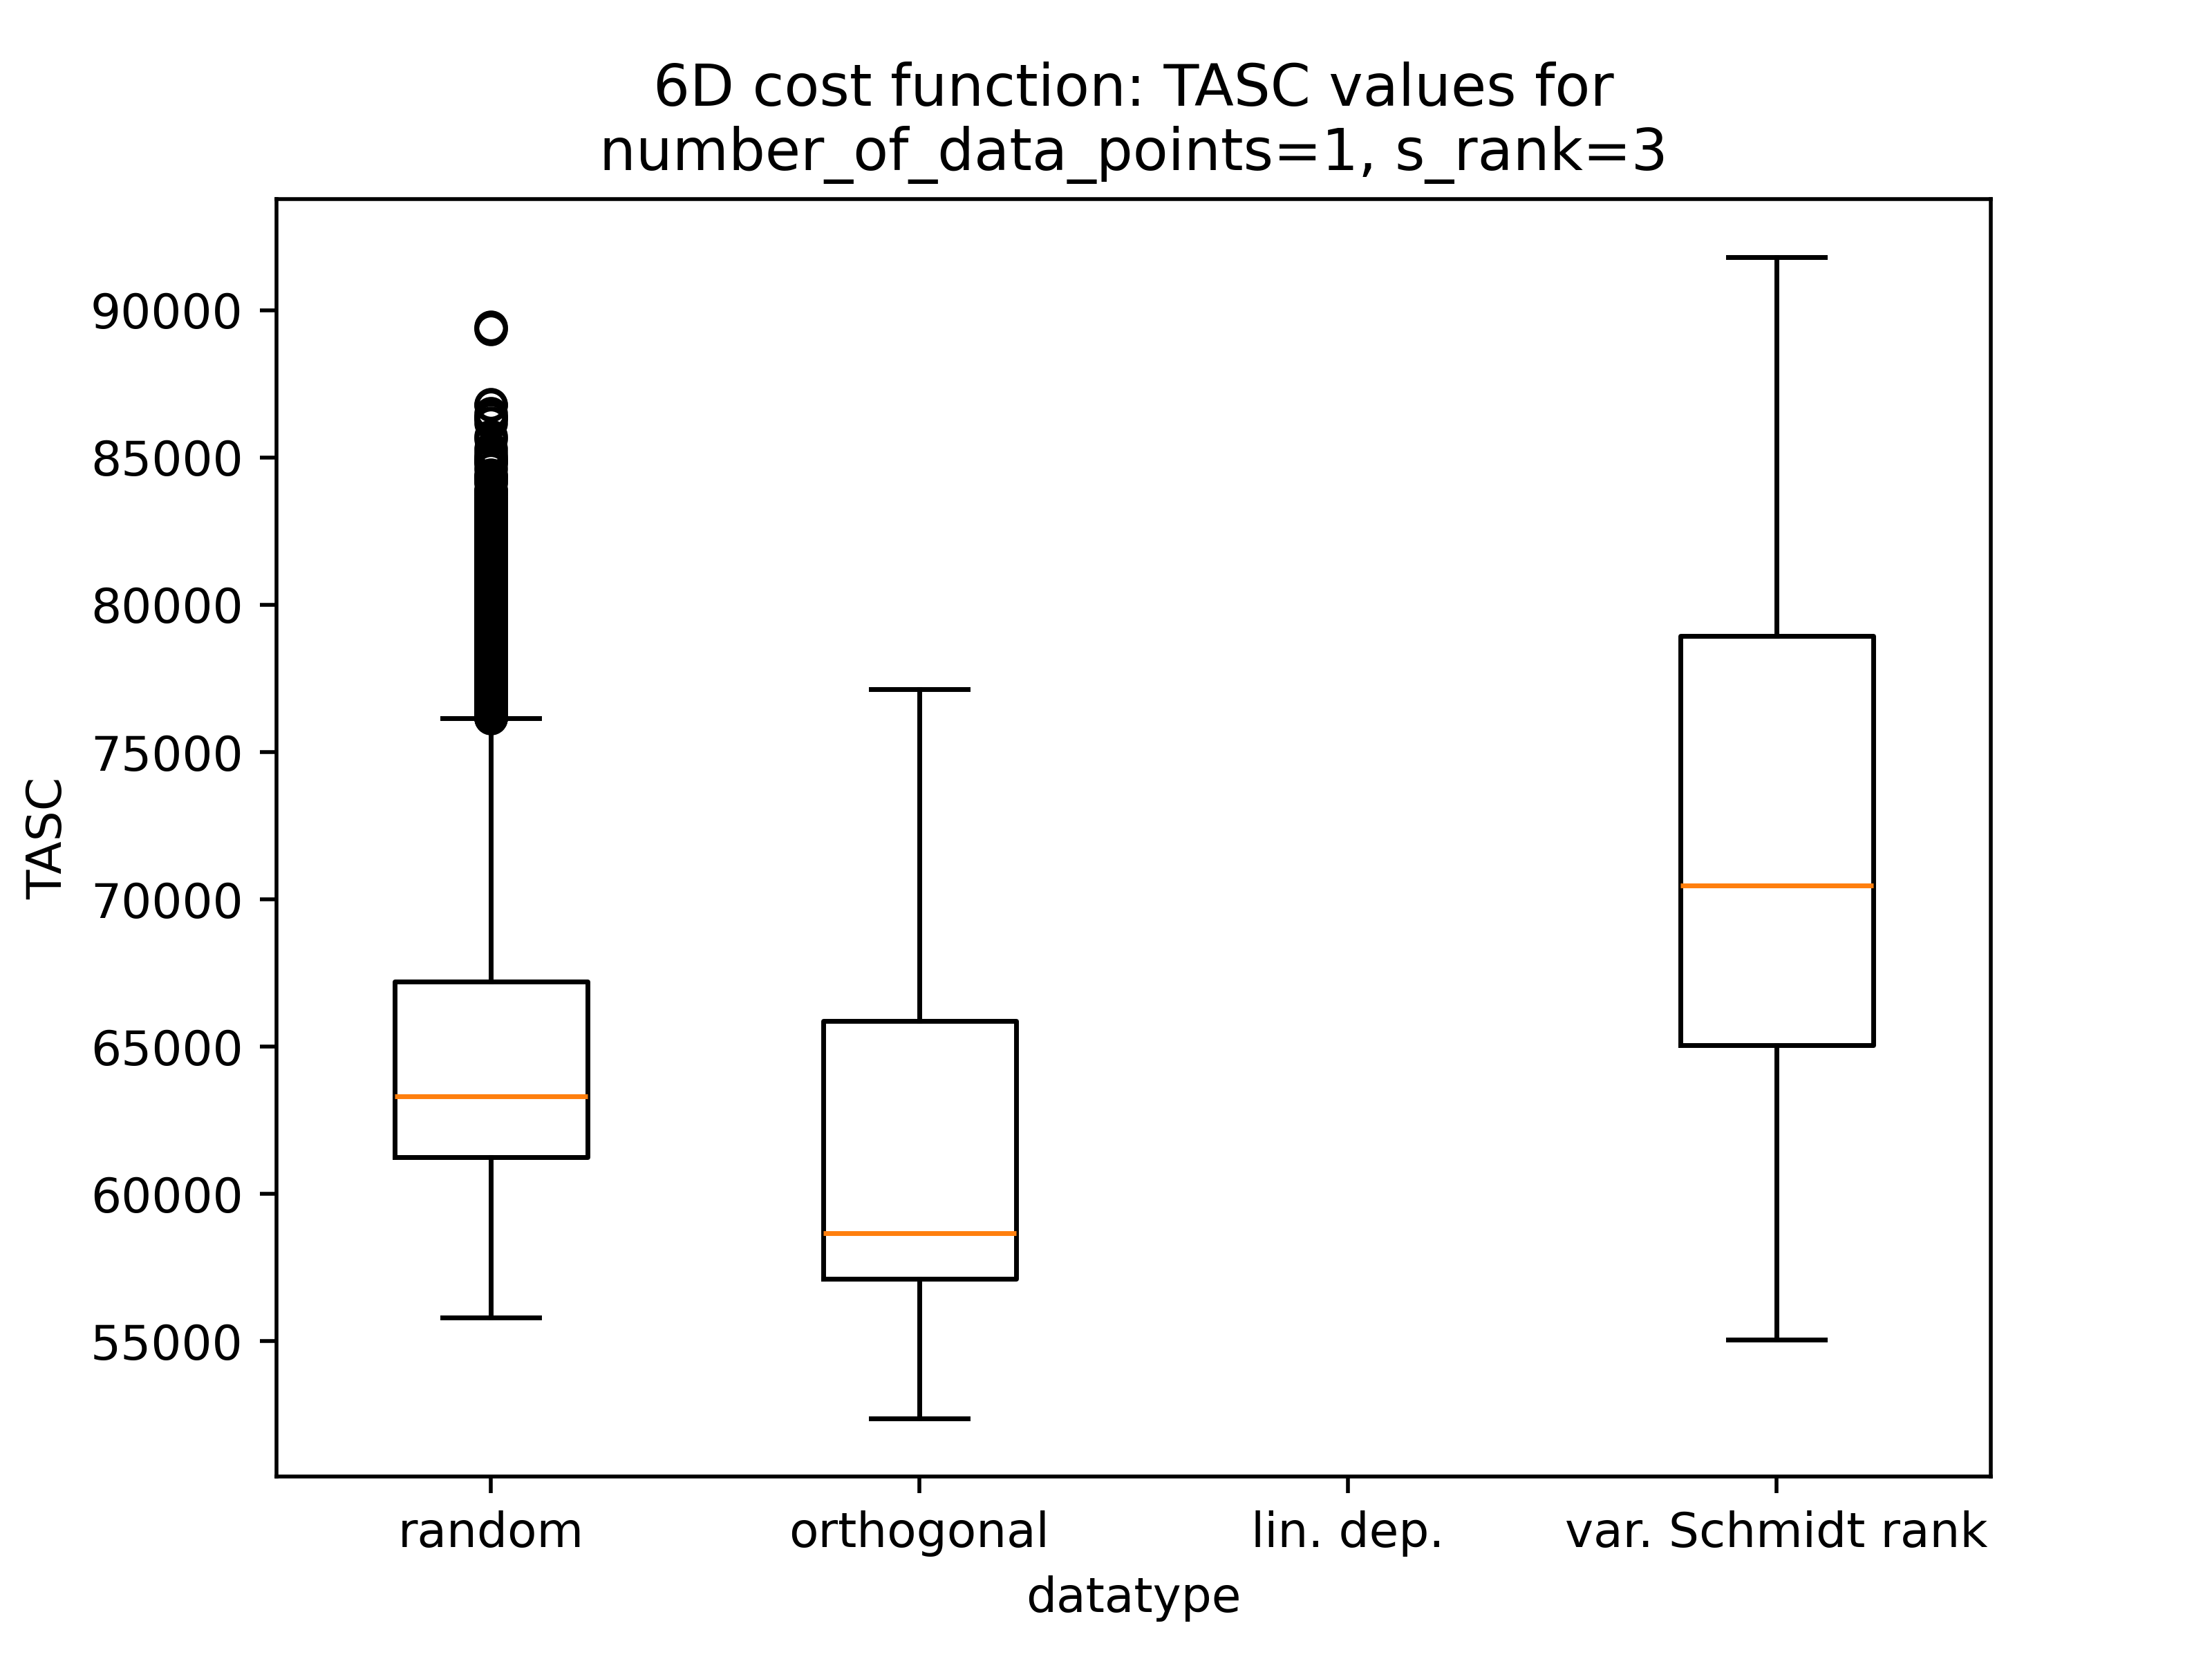 6D cost function: TASC values for
number_of_data_points=1, s_rank=3
TASC
90000
85000
80000
75000
70000
65000
60000
55000
random orthogonal lin. dep. var. Schmidt rank
datatype